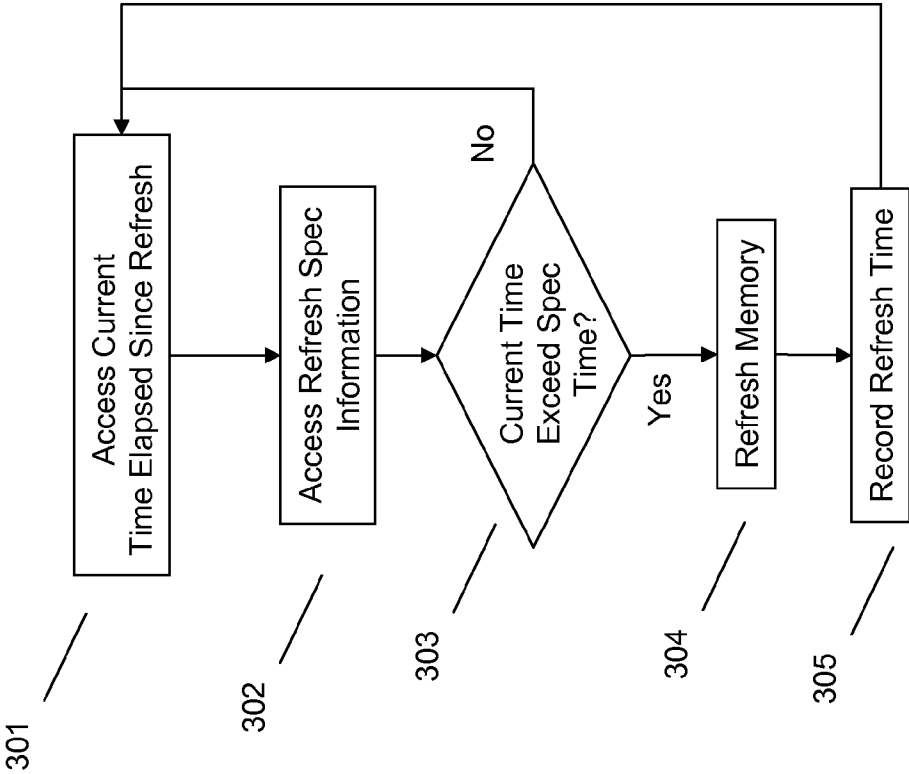 301
Access Current
Time Elapsed Since Refresh
302
Access Refresh Spec
Information
303
Current Time
Exceed Spec
Time?
No
Yes
304
Refresh Memory
305
Record Refresh Time